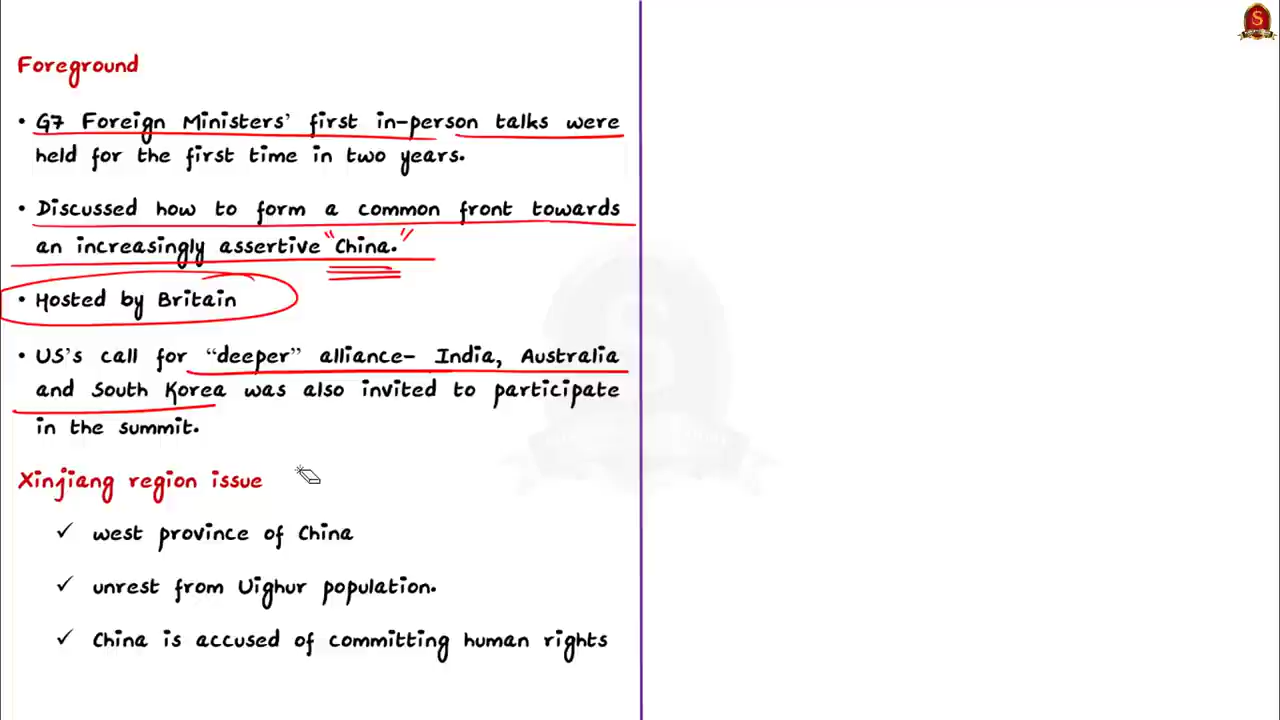 Foreground
• G7 Foreign Ministers' first in-person talks were
held for the first time in two years.
• Discussed how to form a common front towards
an increasingly assertive "China."
• Hosted by Britain
• US's call for “deeper” alliance- India, Australia
and South Korea was also invited to participate
in the summit.
Xinjiang region issue
✓ west province of China
✓ unrest from Uighur population.
✓ China is accused of committing human rights